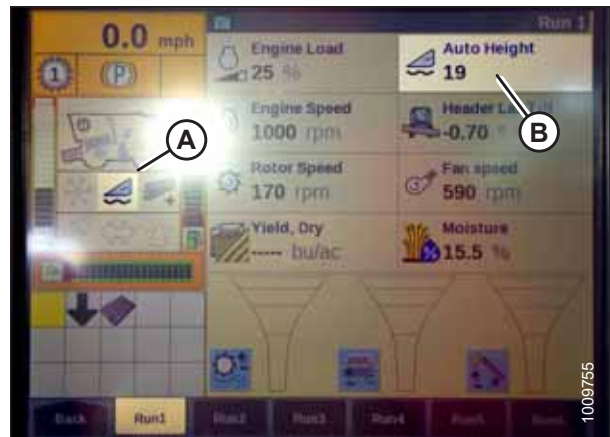 0.0 mph
Run 1
1
(P)
Engine Load
25 %
Auto Height
19
Engine Speed
1000 rpm
-0.70
A
B
Rotor Speed
170 rpm
Fan speed
590 rpm
Yield, Dry
----- bu/ac
Moisture
15.5 %
Back
Run1
Run2
Run3
Run4
1009755